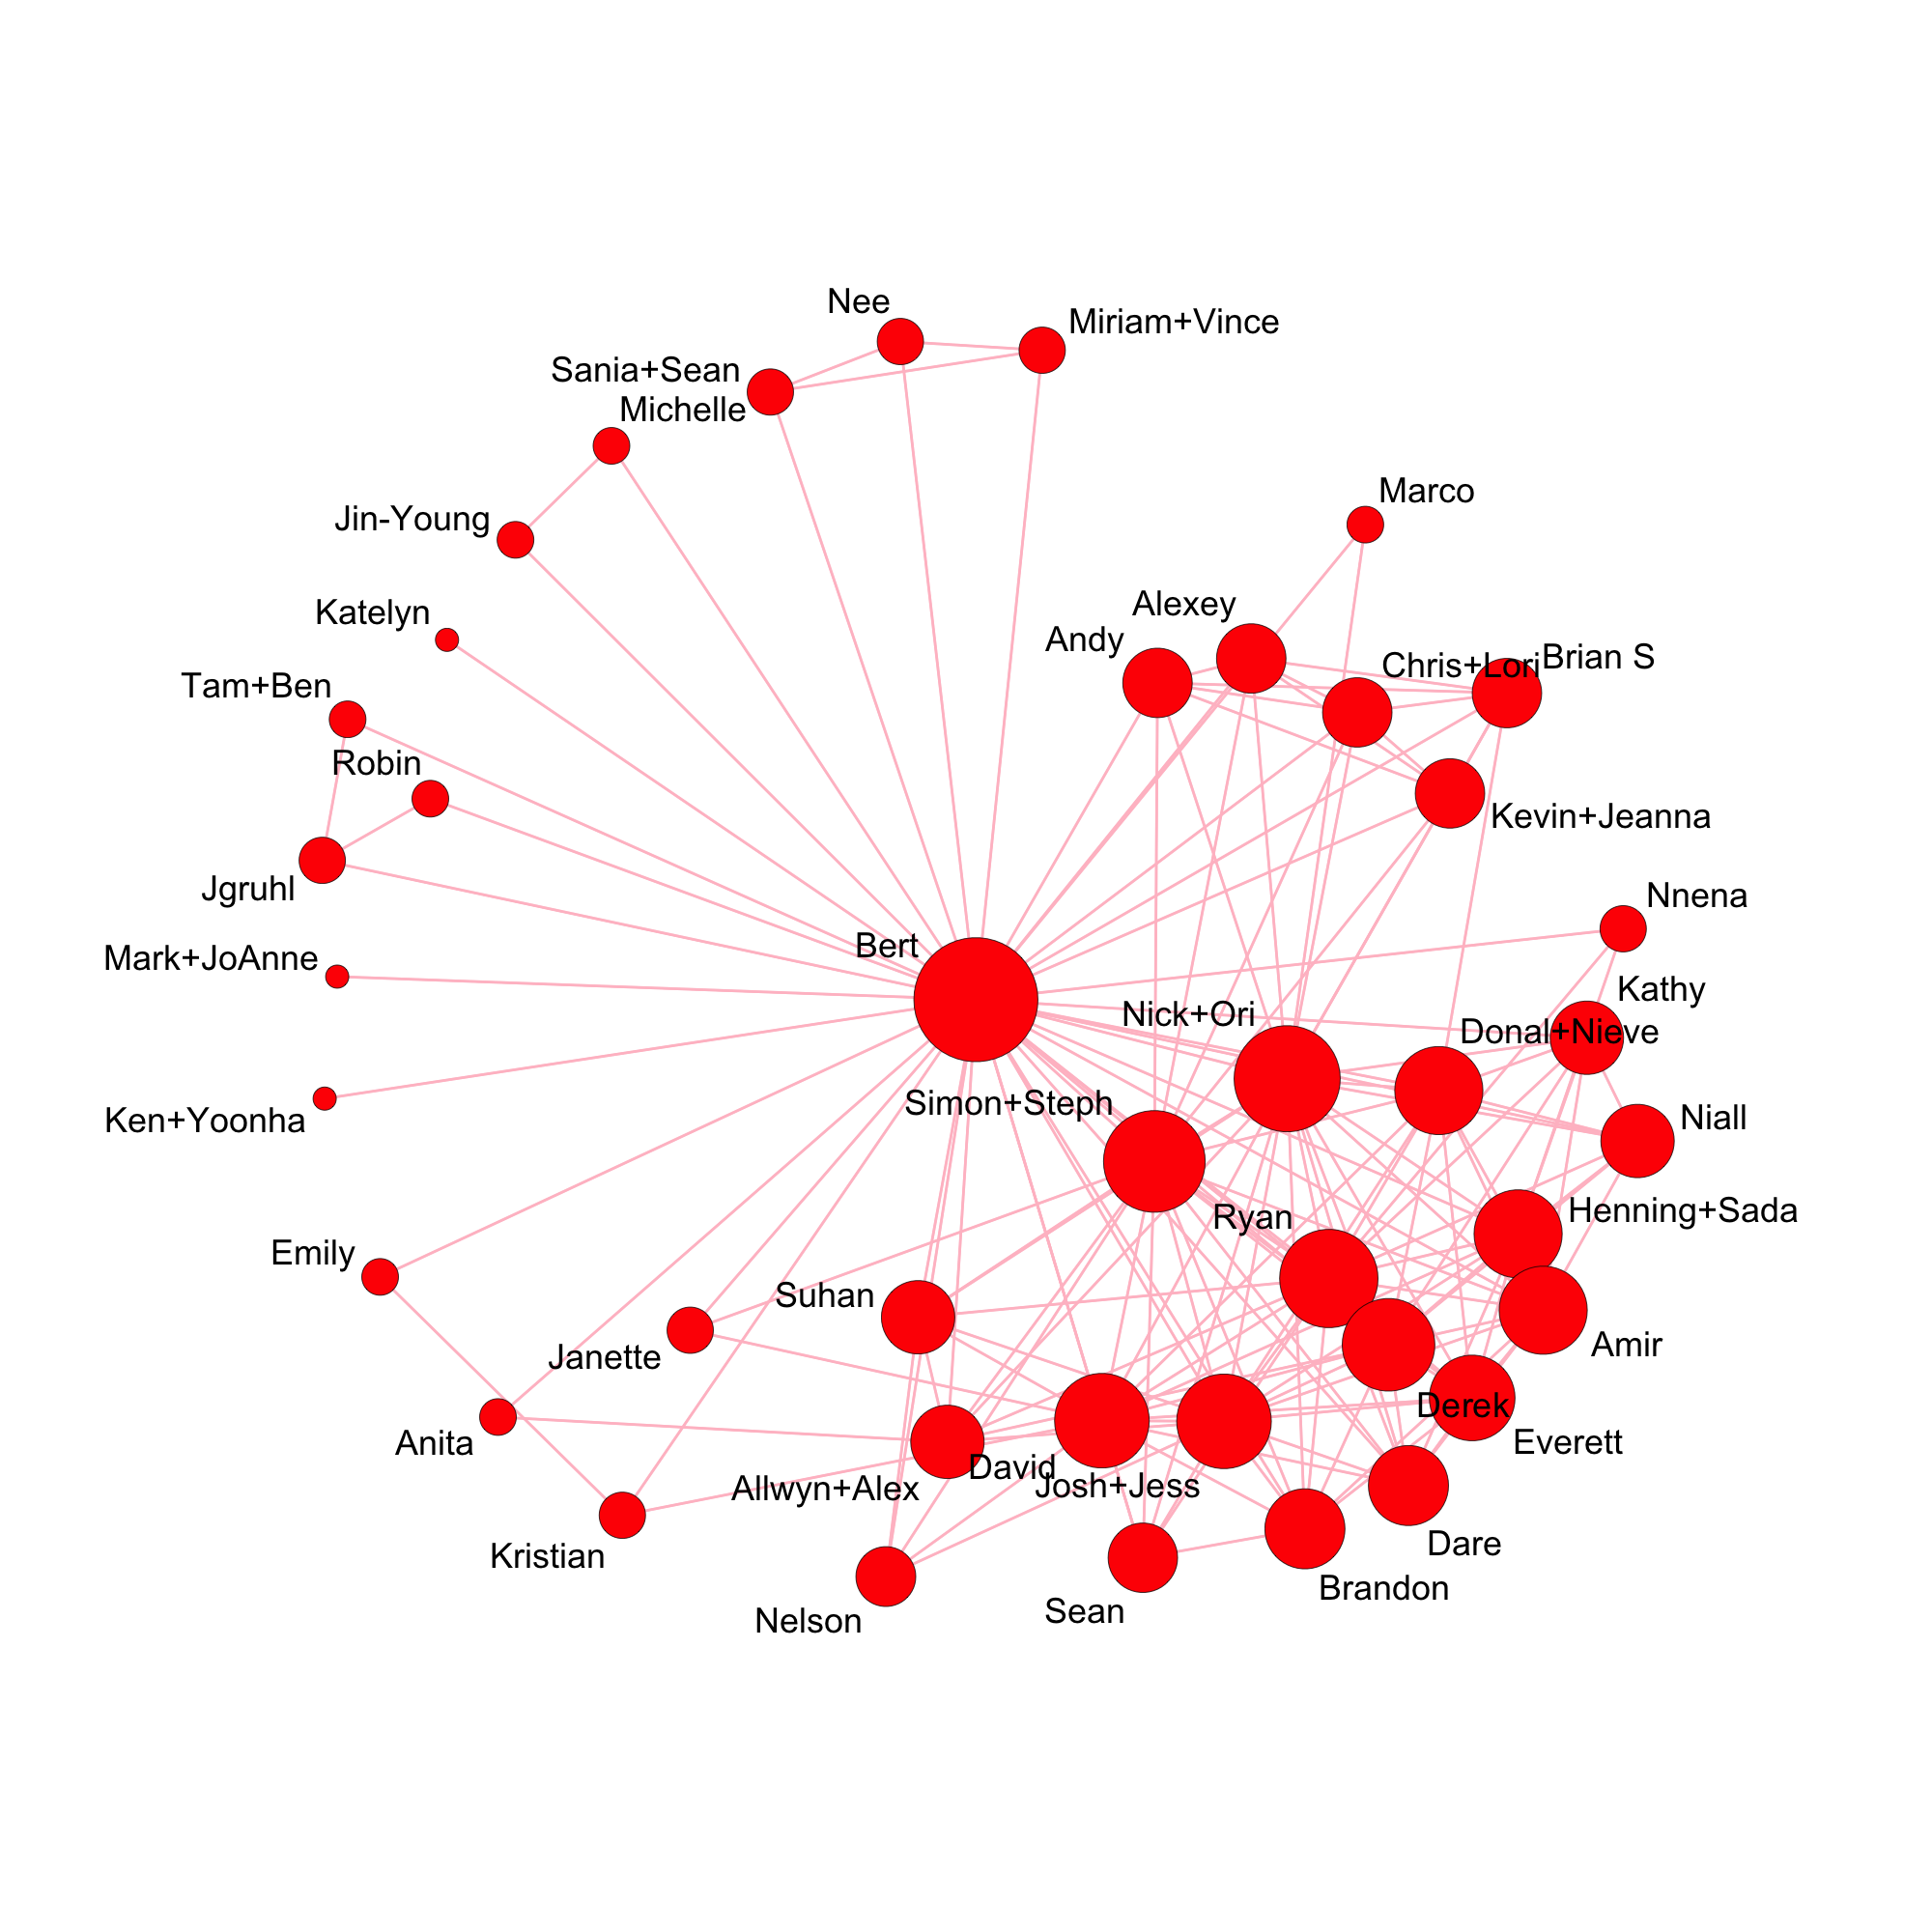 Nee
Miriam+Vince
Sania+Sean
Michelle
Marco
Jin-Young
Alexey
Katelyn
Andy
Brian S
Chris+Lori
Tam+Ben
Robin
Kevin+Jeanna
Jgruhl
Nnena
Bert
Mark+JoAnne
Kathy
Nick+Ori
Donal+Nieve
Simon+Steph
Niall
Ken+Yoonha
Henning+Sada
Ryan
Emily
Suhan
Amir
Janette
Derek
Anita
Everett
David
Josh+Jess
Allwyn+Alex
Dare
Kristian
Brandon
Sean
Nelson